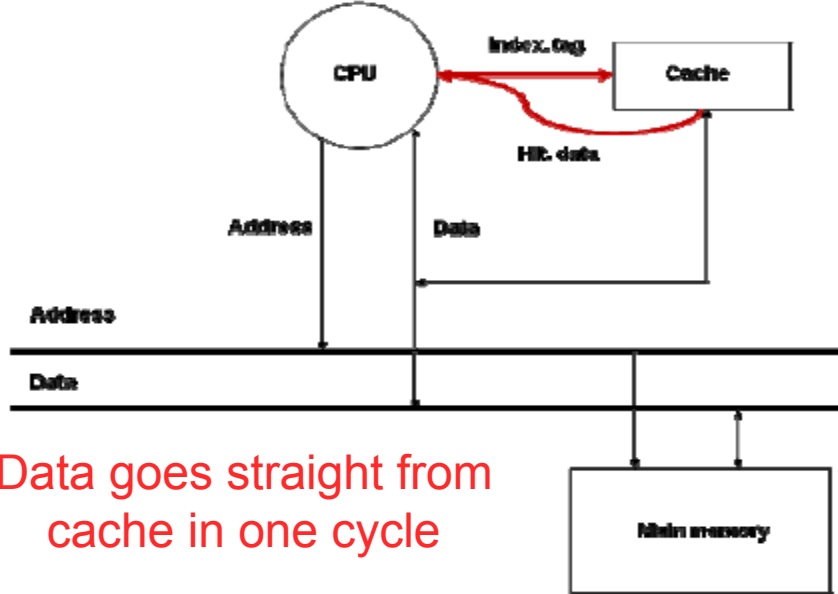 Index, tag
CPU
Cache
Hit, data
Address
Data
Address
Data
Data goes straight from
cache in one cycle
Main memory